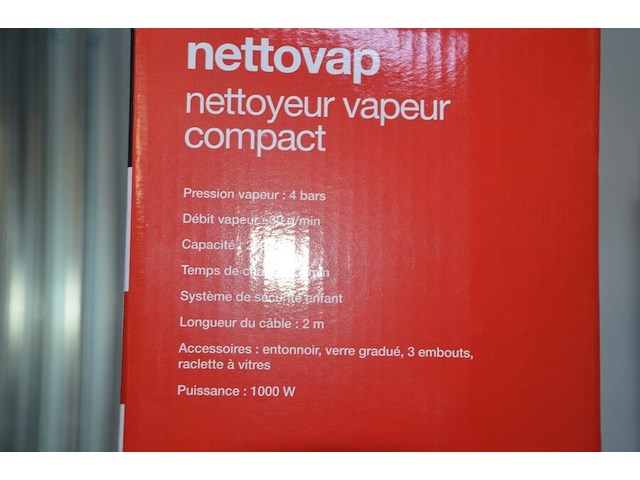 nettovap
nettoyeur vapeur
compact
Pression vapeur : 4 bars
Débit vapeur : g/min
Capacité :
Temps de
Système de sécurité enfant
Longueur du câble : 2 m
Accessoires : entonnoir, verre gradué, 3 embouts,
raclette à vitres
Puissance : 1000 W